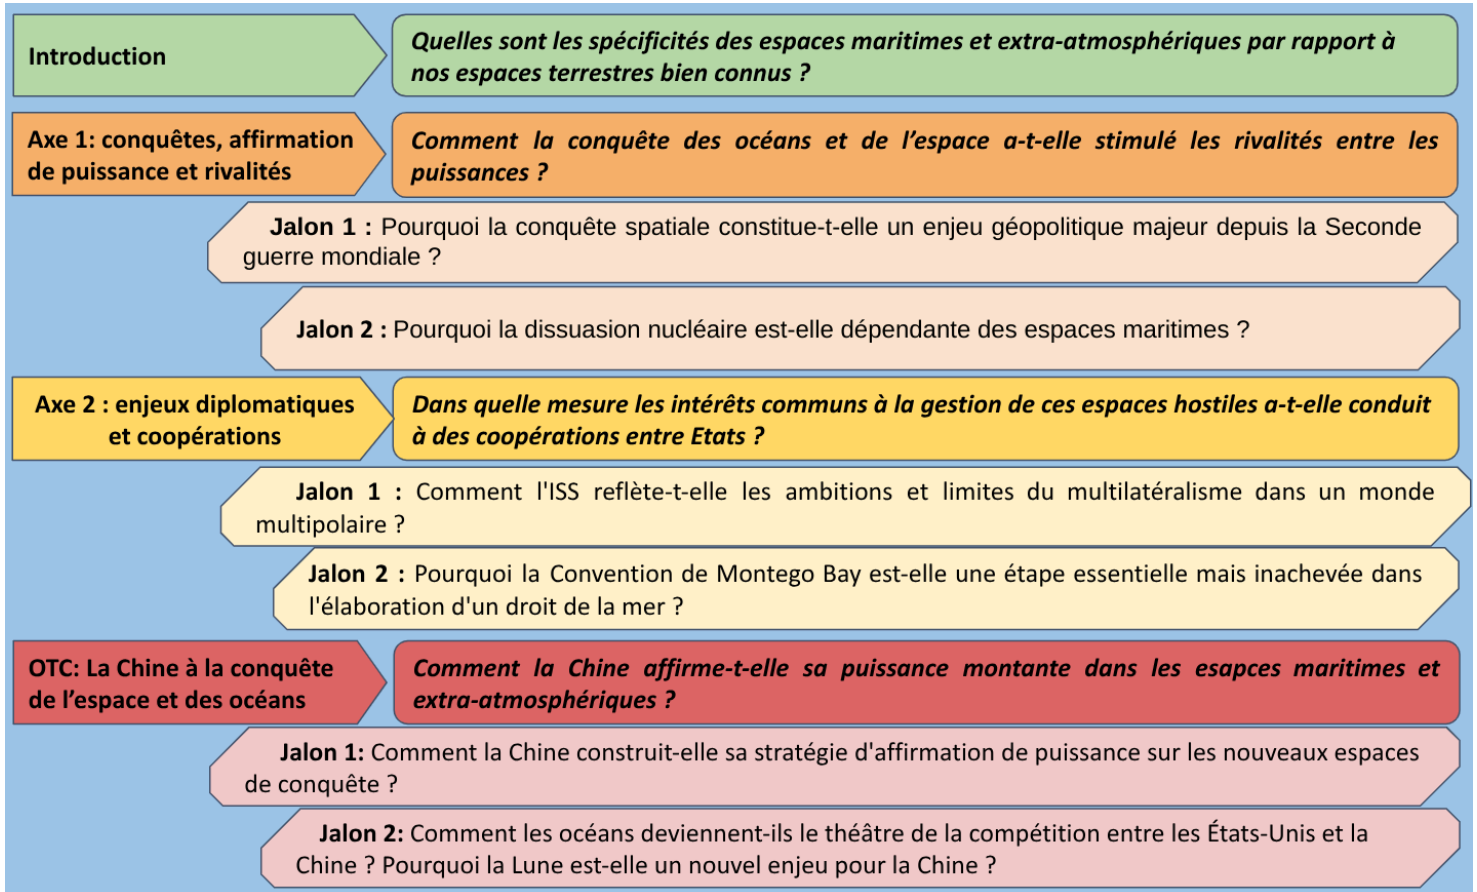 Introduction
Quelles sont les spécificités des espaces maritimes et extra-atmosphériques par rapport à
nos espaces terrestres bien connus ?
Axe 1: conquêtes, affirmation
de puissance et rivalités
Comment la conquête des océans et de l’espace a-t-elle stimulé les rivalités entre les
puissances ?
Jalon 1 : Pourquoi la conquête spatiale constitue-t-elle un enjeu géopolitique majeur depuis la Seconde
guerre mondiale ?
Jalon 2 : Pourquoi la dissuasion nucléaire est-elle dépendante des espaces maritimes ?
Axe 2 : enjeux diplomatiques
et coopérations
Dans quelle mesure les intérêts communs à la gestion de ces espaces hostiles a-t-elle conduit
à des coopérations entre Etats ?
Jalon 1 : Comment l'ISS reflète-t-elle les ambitions et limites du multilatéralisme dans un monde
multipolaire ?
Jalon 2 : Pourquoi la Convention de Montego Bay est-elle une étape essentielle mais inachevée dans
l'élaboration d'un droit de la mer ?
OTC: La Chine à la conquête
de l’espace et des océans
Comment la Chine affirme-t-elle sa puissance montante dans les esapces maritimes et
extra-atmosphériques ?
Jalon 1: Comment la Chine construit-elle sa stratégie d'affirmation de puissance sur les nouveaux espaces
de conquête ?
Jalon 2: Comment les océans deviennent-ils le théâtre de la compétition entre les États-Unis et la
Chine ? Pourquoi la Lune est-elle un nouvel enjeu pour la Chine ?